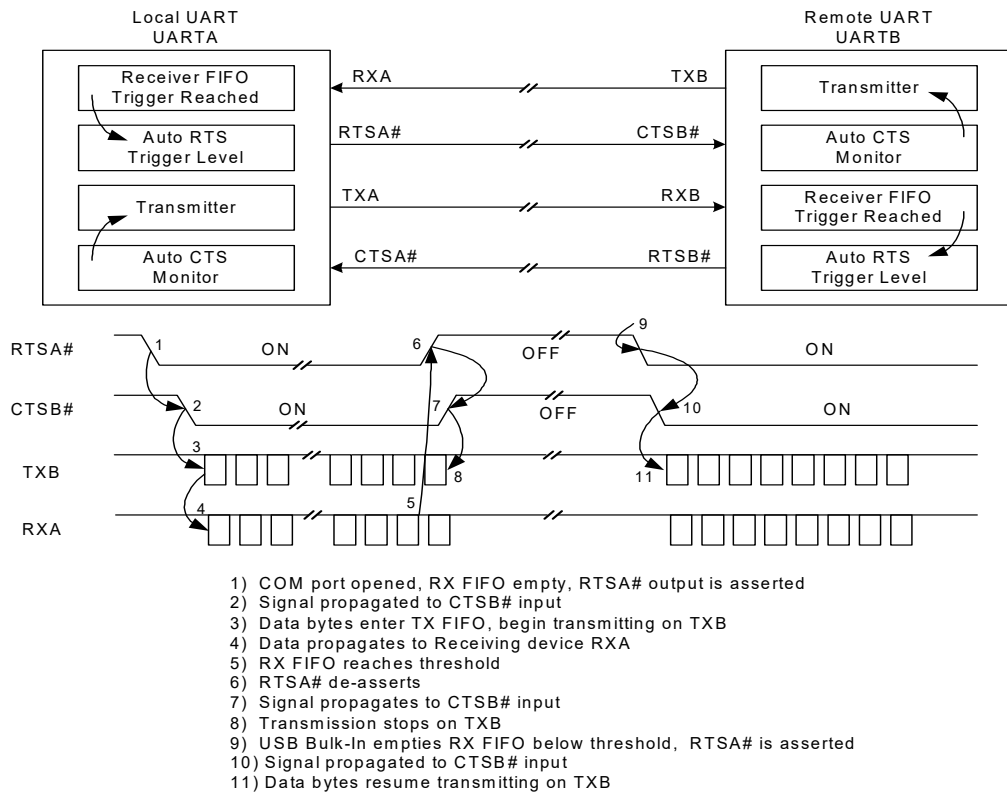 Local UART
UARTA
Remote UART
UARTB
Receiver FIFO
Trigger Reached
Auto RTS
Trigger Level
Transmitter
Auto CTS
Monitor
RXA
TXB
RTSA#
CTSB#
TXA
RXB
CTSA#
RTSB#
Transmitter
Auto CTS
Monitor
Receiver FIFO
Trigger Reached
Auto RTS
Trigger Level
RTSA#
1
ON
6
OFF
9
ON
CTSB#
2
ON
7
OFF
10
ON
TXB
3
8
11
RXA
4
5
1) COM port opened, RX FIFO empty, RTSA# output is asserted
2) Signal propagated to CTSB# input
3) Data bytes enter TX FIFO, begin transmitting on TXB
4) Data propagates to Receiving device RXA
5) RX FIFO reaches threshold
6) RTSA# de-asserts
7) Signal propagates to CTSB# input
8) Transmission stops on TXB
9) USB Bulk-In empties RX FIFO below threshold, RTSA# is asserted
10) Signal propagated to CTSB# input
11) Data bytes resume transmitting on TXB